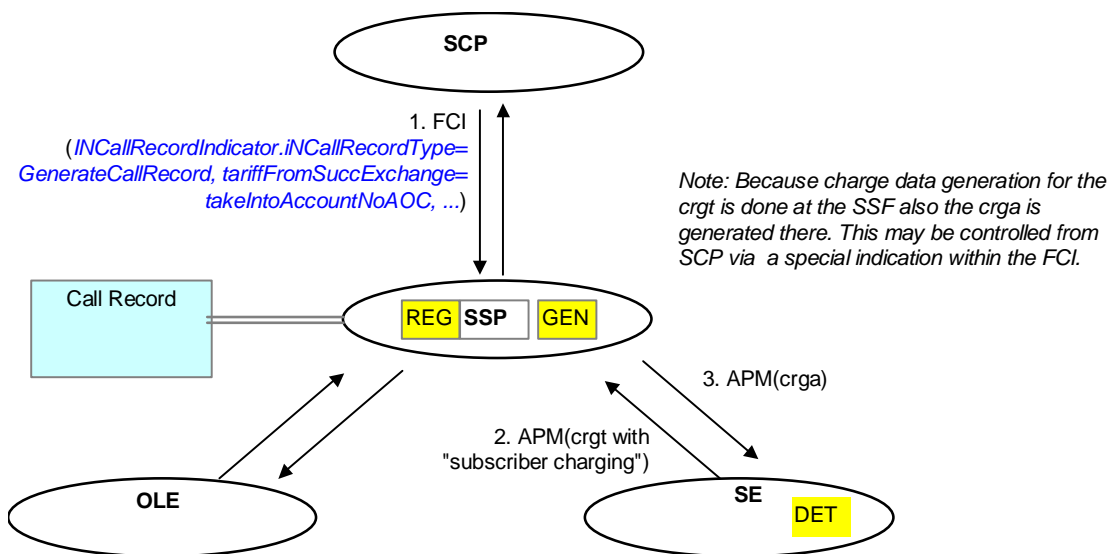 SCP
1. FCI
(INCallRecordIndicator.iNCallRecordType=
GenerateCallRecord, tariffFromSuccExchange=
takeIntoAccountNoAOC, ...)
Note: Because charge data generation for the
crgt is done at the SSF also the crga is
generated there. This may be controlled from
SCP via a special indication within the FCI.
Call Record
REG SSP GEN
3. APM(crga)
2. APM(crgt with
"subscriber charging")
OLE
SE
DET